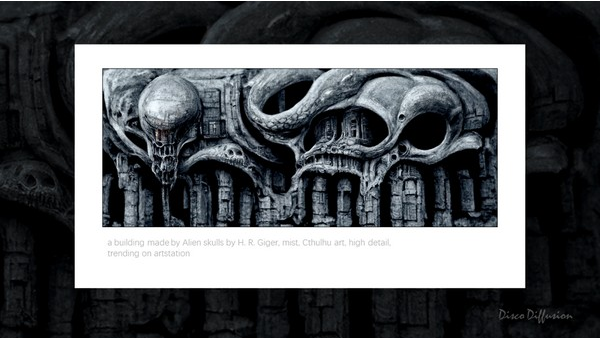 a building made by Alien skulls by H. R. Giger, mist, Cthulhu art, high detail,
trending on artstation
Disco Diffusion